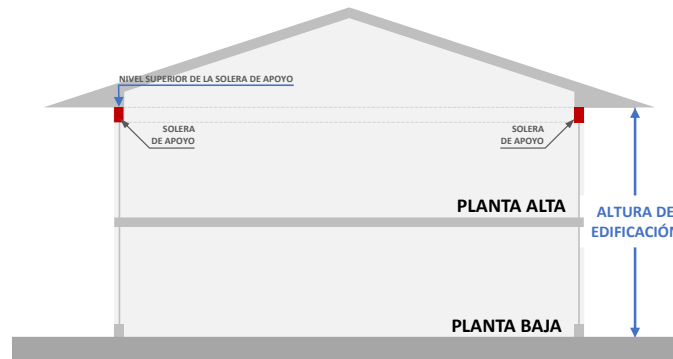 NIVEL SUPERIOR DE LA SOLERA DE APOYO
SOLERA
DE APOYO
SOLERA
DE APOYO
PLANTA ALTA
ALTURA DE
EDIFICACIÓN
PLANTA BAJA